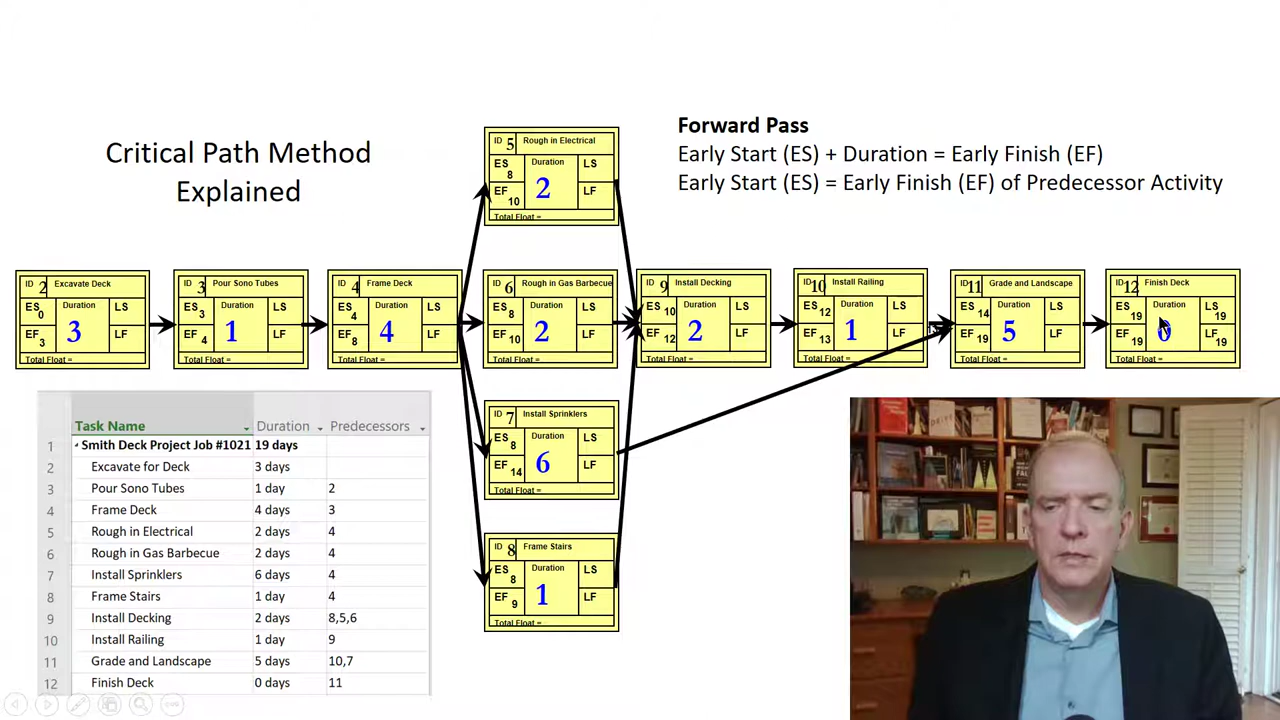 Critical Path Method
Explained
Forward Pass
Early Start (ES) + Duration = Early Finish (EF)
Early Start (ES) = Early Finish (EF) of Predecessor Activity
ID 5 Rough in Electrical
ES 8 Duration 2 LS
EF 10 LF
Total Float =
ID 2 Excavate Deck
ES 0 Duration 3 LS
EF 3 LF
Total Float =
ID 3 Pour Sono Tubes
ES 3 Duration 1 LS
EF 4 LF
Total Float =
ID 4 Frame Deck
ES 4 Duration 4 LS
EF 8 LF
Total Float =
ID 6 Rough in Gas Barbecue
ES 8 Duration 2 LS
EF 10 LF
Total Float =
ID 9 Install Decking
ES 10 Duration 2 LS
EF 12 LF
Total Float =
ID 10 Install Railing
ES 12 Duration 1 LS
EF 13 LF
Total Float =
ID 11 Grade and Landscape
ES 14 Duration 5 LS
EF 19 LF
Total Float =
ID 12 Finish Deck
ES 19 Duration 0 LS 19
EF 19 LF 19
Total Float =
ID 7 Install Sprinklers
ES 8 Duration 6 LS
EF 14 LF
Total Float =
ID 8 Frame Stairs
ES 8 Duration 1 LS
EF 9 LF
Total Float =
Task Name Duration Predecessors
1 Smith Deck Project Job #1021 19 days
2 Excavate for Deck 3 days
3 Pour Sono Tubes 1 day 2
4 Frame Deck 4 days 3
5 Rough in Electrical 2 days 4
6 Rough in Gas Barbecue 2 days 4
7 Install Sprinklers 6 days 4
8 Frame Stairs 1 day 4
9 Install Decking 2 days 8,5,6
10 Install Railing 1 day 9
11 Grade and Landscape 5 days 10,7
12 Finish Deck 0 days 11